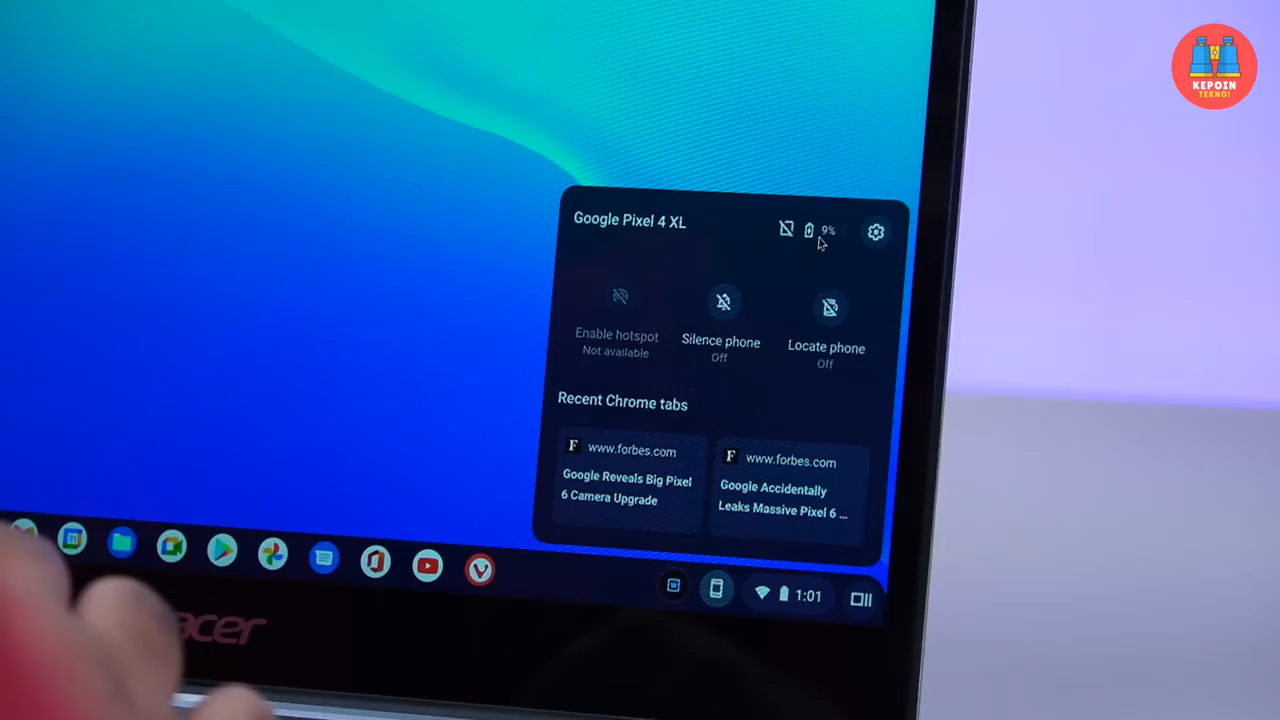 KEPOIN
TEKNO!
Google Pixel 4 XL
9%
Enable hotspot
Not available
Silence phone
Off
Locate phone
Off
Recent Chrome tabs
www.forbes.com
Google Reveals Big Pixel
6 Camera Upgrade
www.forbes.com
Google Accidentally
Leaks Massive Pixel 6 ...
1:01
acer